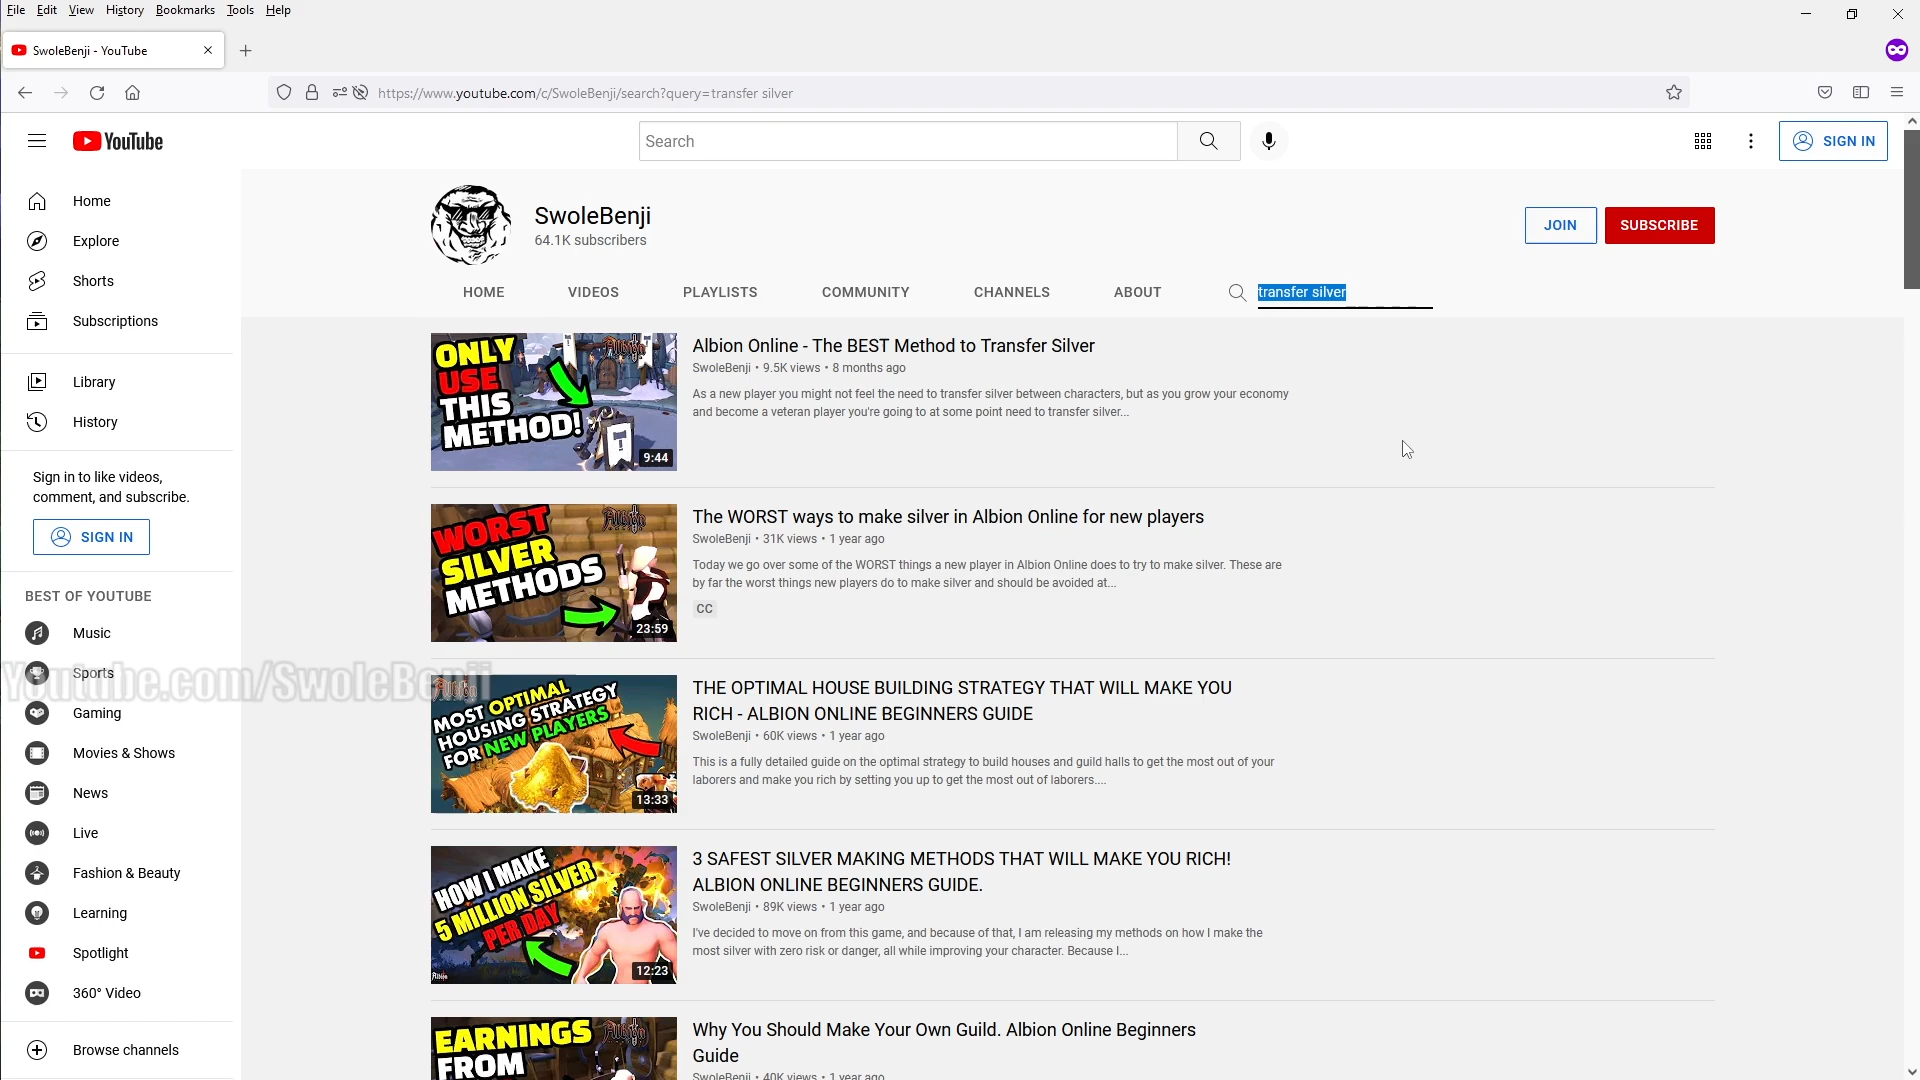 File Edit View History Bookmarks Tools Help
SwoleBenji - YouTube
https://www.youtube.com/c/SwoleBenji/search?query=transfer silver
YouTube
Search
SIGN IN
Home
Explore
Shorts
Subscriptions
Library
History
Sign in to like videos,
comment, and subscribe.
SIGN IN
BEST OF YOUTUBE
Music
Sports
Gaming
Movies & Shows
News
Live
Fashion & Beauty
Learning
Spotlight
360° Video
Browse channels
Youtube.com/SwoleBenji
SwoleBenji
64.1K subscribers
JOIN
SUBSCRIBE
HOME VIDEOS PLAYLISTS COMMUNITY CHANNELS ABOUT transfer silver
ONLY
USE
THIS
METHOD!
Albion
9:44
Albion Online - The BEST Method to Transfer Silver
SwoleBenji • 9.5K views • 8 months ago
As a new player you might not feel the need to transfer silver between characters, but as you grow your economy
and become a veteran player you're going to at some point need to transfer silver...
WORST
SILVER
METHODS
Albion
23:59
The WORST ways to make silver in Albion Online for new players
SwoleBenji • 31K views • 1 year ago
Today we go over some of the WORST things a new player in Albion Online does to try to make silver. These are
by far the worst things new players do to make silver and should be avoided at...
CC
Albion
MOST OPTIMAL
HOUSING STRATEGY
FOR NEW PLAYERS
13:33
THE OPTIMAL HOUSE BUILDING STRATEGY THAT WILL MAKE YOU
RICH - ALBION ONLINE BEGINNERS GUIDE
SwoleBenji • 60K views • 1 year ago
This is a fully detailed guide on the optimal strategy to build houses and guild halls to get the most out of your
laborers and make you rich by setting you up to get the most out of laborers....
HOW I MAKE
5 MILLION SILVER
PER DAY
Albion
12:23
3 SAFEST SILVER MAKING METHODS THAT WILL MAKE YOU RICH!
ALBION ONLINE BEGINNERS GUIDE.
SwoleBenji • 89K views • 1 year ago
I've decided to move on from this game, and because of that, I am releasing my methods on how I make the
most silver with zero risk or danger, all while improving your character. Because I...
EARNINGS
FROM
Albion
Why You Should Make Your Own Guild. Albion Online Beginners
Guide
SwoleBenji • 40K views • 1 year ago